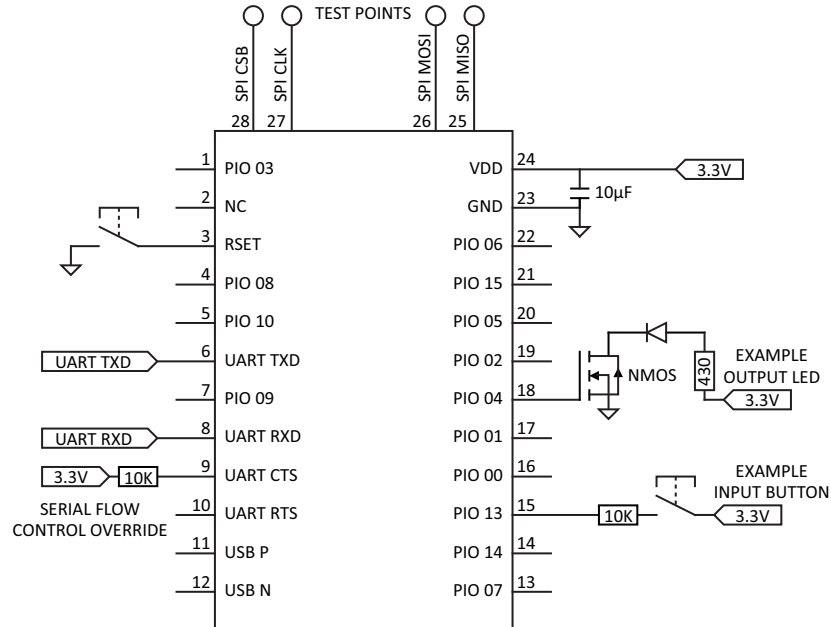 TEST POINTS
SPI CSB
SPI CLK
SPI MOSI
SPI MISO
28
27
26
25
1 PIO 03
2 NC
3 RSET
4 PIO 08
5 PIO 10
UART TXD 6 UART TXD
7 PIO 09
UART RXD 8 UART RXD
3.3V 10K 9 UART CTS
SERIAL FLOW
CONTROL OVERRIDE
10 UART RTS
11 USB P
12 USB N
VDD 24 3.3V
10µF
GND 23
PIO 06 22
PIO 15 21
PIO 05 20
PIO 02 19
PIO 04 18
NMOS
430
EXAMPLE
OUTPUT LED
3.3V
PIO 01 17
PIO 00 16
PIO 13 15
10K
EXAMPLE
INPUT BUTTON
3.3V
PIO 14 14
PIO 07 13